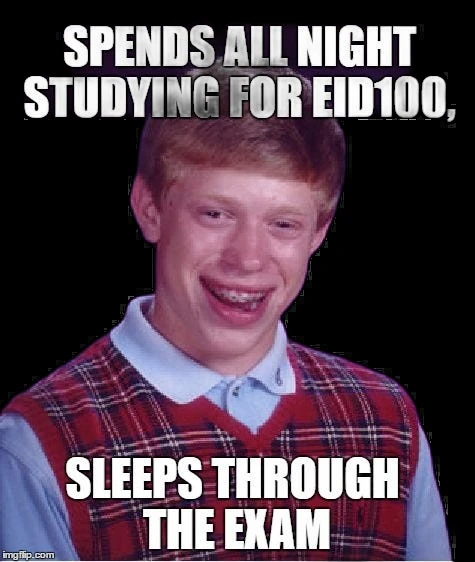 SPENDS ALL NIGHT
STUDYING FOR EID100,
SLEEPS THROUGH
THE EXAM
imgflip.com